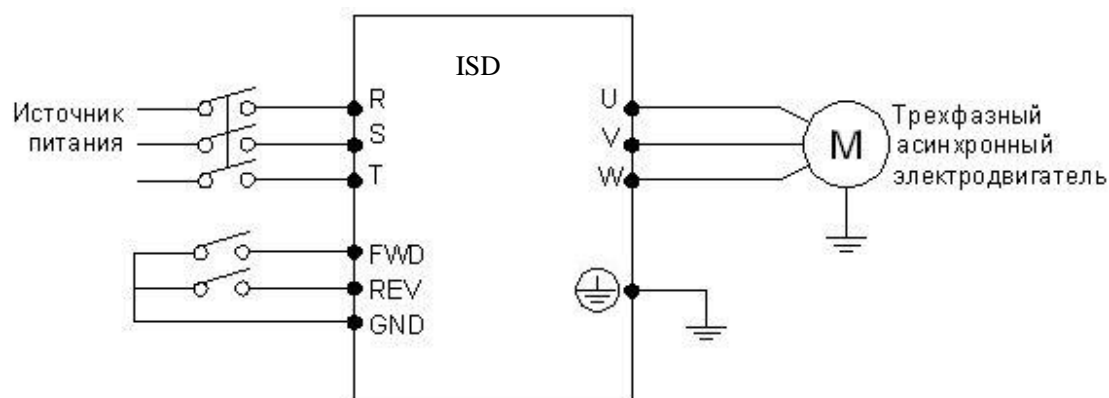 ISD
Источник
питания
R
S
T
FWD
REV
GND
U
V
W
M
Трехфазный
асинхронный
электродвигатель